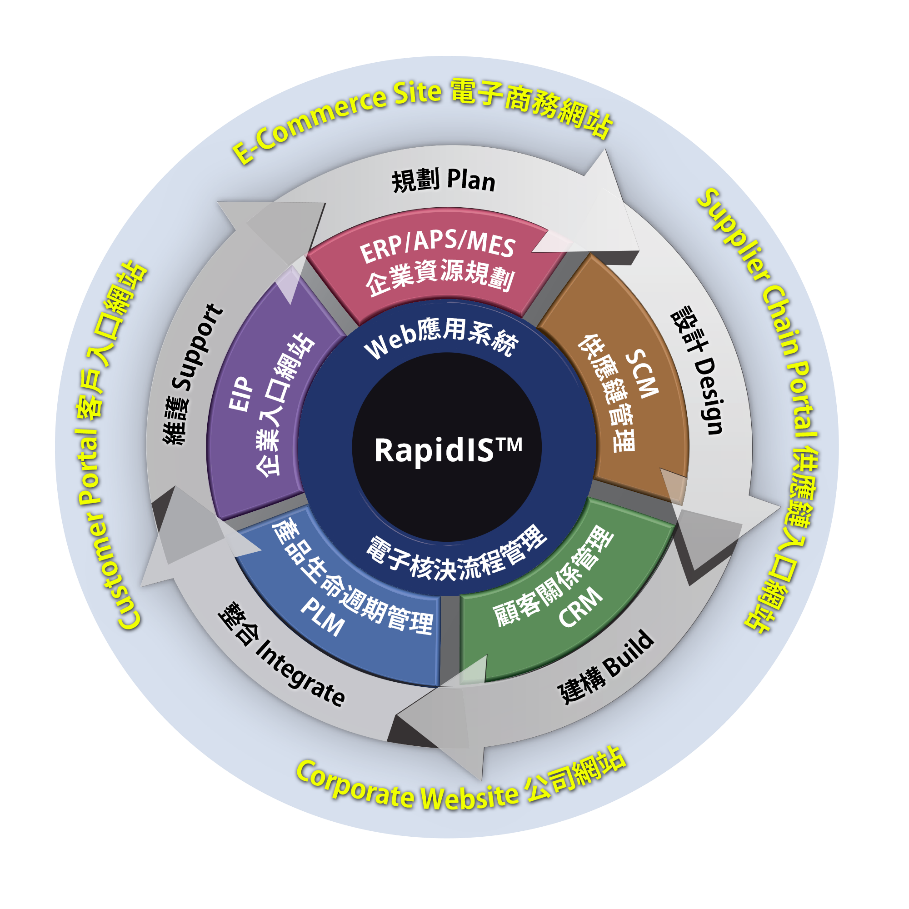 E-Commerce Site 電子商務網站
Supplier Chain Portal 供應鏈入口網站
Corporate Website 公司網站
Customer Portal 客戶入口網站
規劃 Plan
設計 Design
建構 Build
整合 Integrate
維護 Support
ERP/APS/MES
企業資源規劃
SCM
供應鏈管理
顧客關係管理
CRM
產品生命週期管理
PLM
EIP
企業入口網站
Web應用系統
RapidIS™
電子核決流程管理